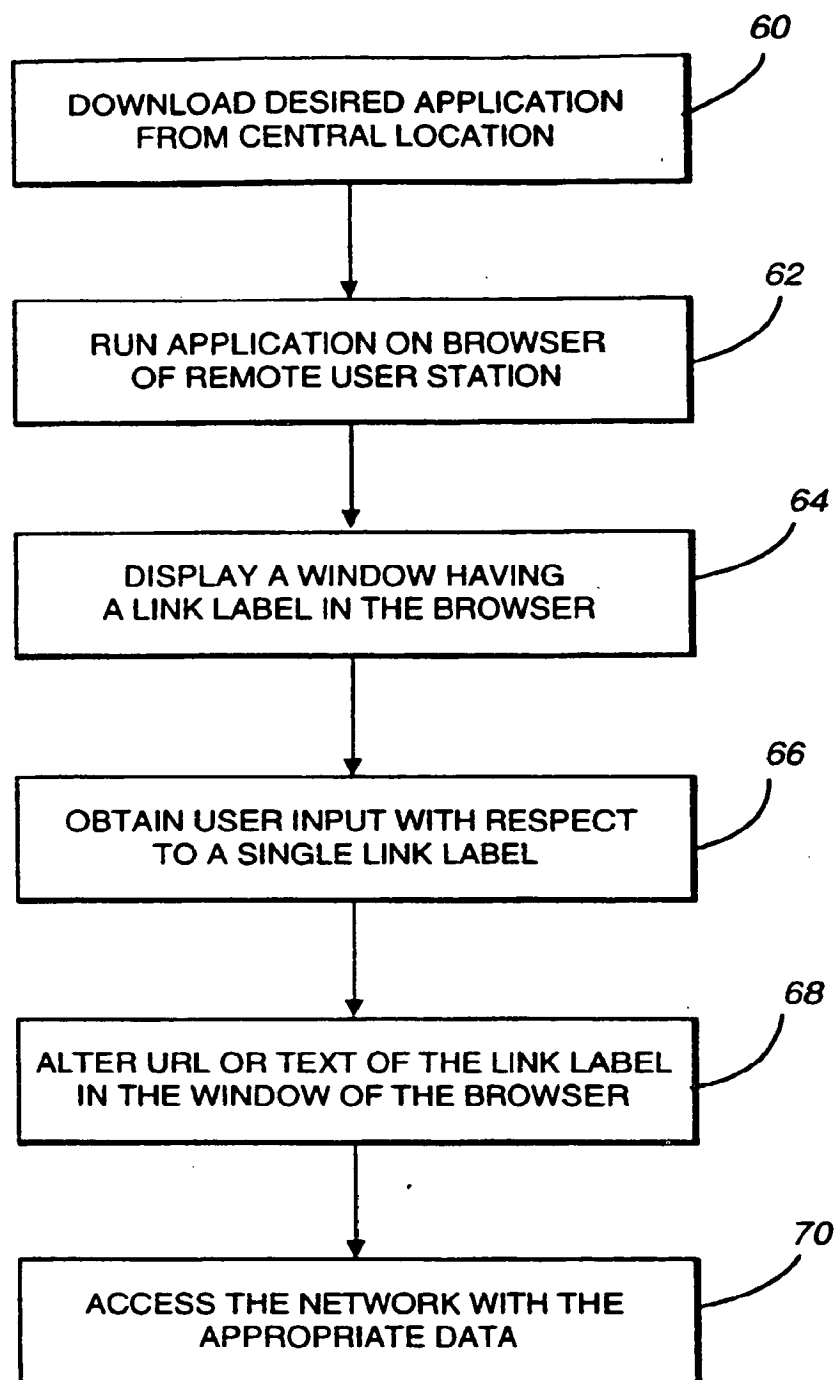 60
DOWNLOAD DESIRED APPLICATION
FROM CENTRAL LOCATION
62
RUN APPLICATION ON BROWSER
OF REMOTE USER STATION
64
DISPLAY A WINDOW HAVING
A LINK LABEL IN THE BROWSER
66
OBTAIN USER INPUT WITH RESPECT
TO A SINGLE LINK LABEL
68
ALTER URL OR TEXT OF THE LINK LABEL
IN THE WINDOW OF THE BROWSER
70
ACCESS THE NETWORK WITH THE
APPROPRIATE DATA